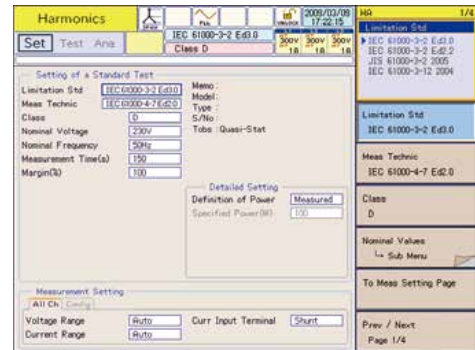 Harmonics
PLL
UNLOCK
2009/03/09
17:22:15
Set Test Ana
IEC 61000-3-2 Ed3.0
Class D
300V 300V 300V
1A 1A 1A
Setting of a Standard Test
Limitation Std IEC61000-3-2 Ed3.0
Meas Technic IEC61000-4-7 Ed2.0
Class D
Nominal Voltage 230V
Nominal Frequency 50Hz
Measurement Time(s) 150
Margin(%) 100
Memo :
Model :
Type :
S/No :
Tobs :Quasi-Stat
Detailed Setting
Definition of Power Measured
Specified Power(W) 100
Measurement Setting
All Ch Config
Voltage Range Auto
Current Range Auto
Curr Input Terminal Shunt
HA 1/4
Limitation Std
IEC 61000-3-2 Ed3.0
IEC 61000-3-2 Ed2.2
JIS 61000-3-2 2005
IEC 61000-3-12 2004
Limitation Std
IEC 61000-3-2 Ed3.0
Meas Technic
IEC 61000-4-7 Ed2.0
Class
D
Nominal Values
Sub Menu
To Meas Setting Page
Prev / Next
Page 1/4